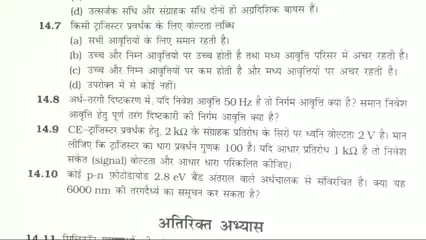 (d) उत्सर्जक संधि और संग्राहक संधि दोनों ही अग्रदिशिक बायस हैं।
14.7 किसी ट्रांजिस्टर प्रवर्धक के लिए वोल्टता लब्धि
(a) सभी आवृत्तियों के लिए समान रहती है।
(b) उच्च और निम्न आवृत्तियों पर उच्च होती है तथा मध्य आवृत्ति परिसर में अचर रहती है।
(c) उच्च और निम्न आवृत्तियों पर कम होती है और मध्य आवृत्तियों पर अचर रहती है।
(d) उपरोक्त में से कोई नहीं।
14.8 अर्ध-तरंगी दिष्टकरण में, यदि निवेश आवृत्ति 50 Hz है तो निर्गम आवृत्ति क्या है? समान निवेश
आवृत्ति हेतु पूर्ण तरंग दिष्टकारी की निर्गम आवृत्ति क्या है?
14.9 CE-ट्रांजिस्टर प्रवर्धक हेतु, 2 kΩ के संग्राहक प्रतिरोध के सिरों पर ध्वनि वोल्टता 2 V है। मान
लीजिए कि ट्रांजिस्टर का धारा प्रवर्धन गुणक 100 है। यदि आधार प्रतिरोध 1 kΩ है तो निवेश
संकेत (signal) वोल्टता और आधार धारा परिकलित कीजिए।
14.10 कोई p-n फ़ोटोडायोड 2.8 eV बैंड अंतराल वाले अर्धचालक से संविरचित है। क्या यह
6000 nm की तरंगदैर्ध्य का संसूचन कर सकता है?
अतिरिक्त अभ्यास
14.11